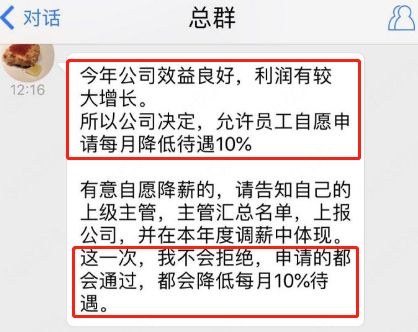 对话
总群
12:16
今年公司效益良好，利润有较
大增长。
所以公司决定，允许员工自愿申
请每月降低待遇10%
有意自愿降薪的，请告知自己的
上级主管，主管汇总名单，上报
公司，并在本年度调薪中体现。
这一次，我不会拒绝，申请的都
会通过，都会降低每月10%待
遇。